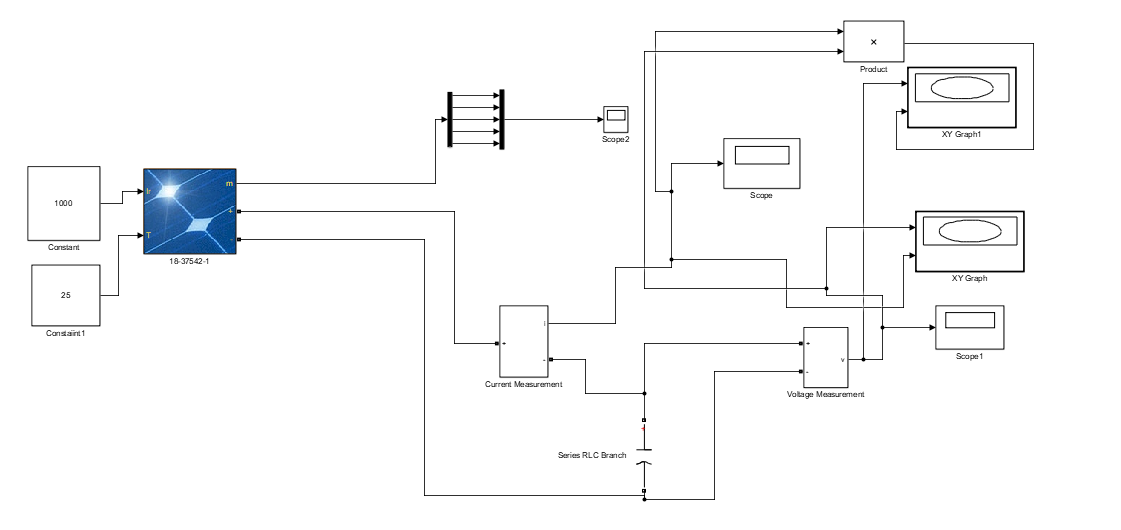 ×
Product
XY Graph1
Scope2
Scope
1000
Constant
Ir
T
m
+
-
18-37542-1
25
Constaiint1
XY Graph
Scope1
i
+
-
Current Measurement
+
-
v
Voltage Measurement
+
Series RLC Branch